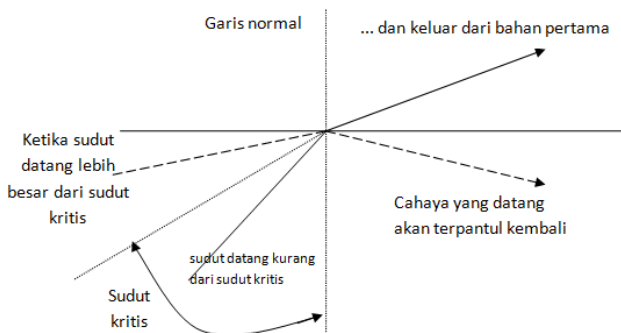 Garis normal
... dan keluar dari bahan pertama
Ketika sudut
datang lebih
besar dari sudut
kritis
Cahaya yang datang
akan terpantul kembali
sudut datang kurang
dari sudut kritis
Sudut
kritis